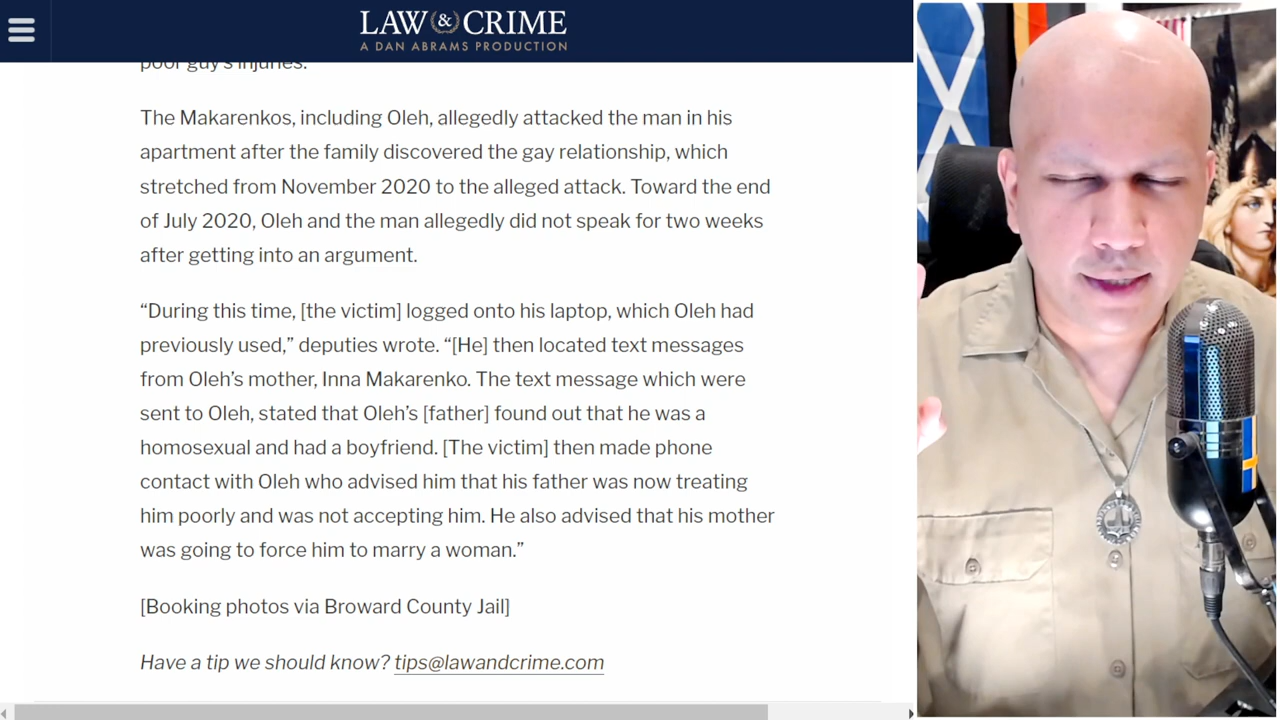 LAW & CRIME
A DAN ABRAMS PRODUCTION
poor guy's injuries.
The Makarenkos, including Oleh, allegedly attacked the man in his
apartment after the family discovered the gay relationship, which
stretched from November 2020 to the alleged attack. Toward the end
of July 2020, Oleh and the man allegedly did not speak for two weeks
after getting into an argument.
“During this time, [the victim] logged onto his laptop, which Oleh had
previously used,” deputies wrote. “[He] then located text messages
from Oleh’s mother, Inna Makarenko. The text message which were
sent to Oleh, stated that Oleh’s [father] found out that he was a
homosexual and had a boyfriend. [The victim] then made phone
contact with Oleh who advised him that his father was now treating
him poorly and was not accepting him. He also advised that his mother
was going to force him to marry a woman.”
[Booking photos via Broward County Jail]
Have a tip we should know? tips@lawandcrime.com